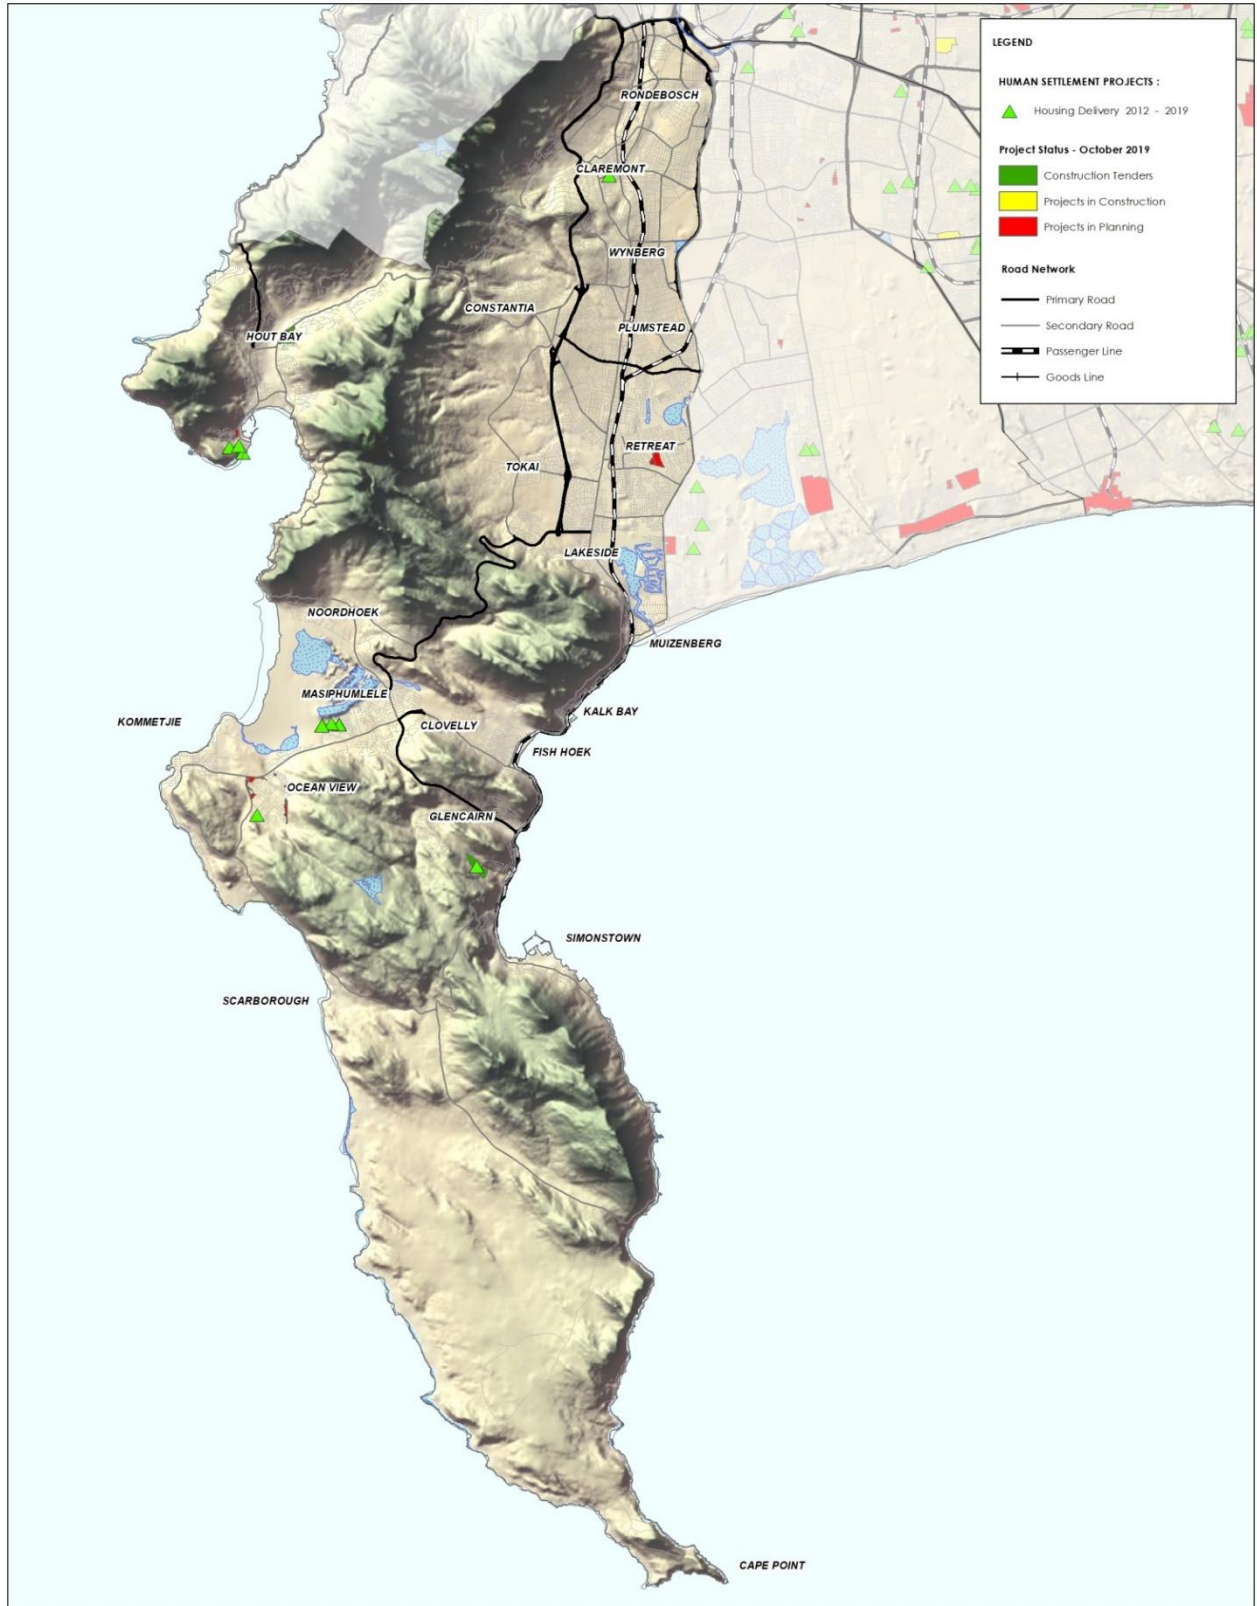 LEGEND
HUMAN SETTLEMENT PROJECTS :
Housing Delivery 2012 - 2019
Project Status - October 2019
Construction Tenders
Projects in Construction
Projects in Planning
Road Network
Primary Road
Secondary Road
Passenger Line
Goods Line
RONDEBOSCH
CLAREMONT
WYNBERG
CONSTANTIA
PLUMSTEAD
HOUT BAY
RETREAT
TOKAI
LAKESIDE
NOORDHOEK
MUIZENBERG
MASIPHUMLELE
KALK BAY
KOMMETJIE
CLOVELLY
FISH HOEK
OCEAN VIEW
GLENCAIRN
SIMONSTOWN
SCARBOROUGH
CAPE POINT